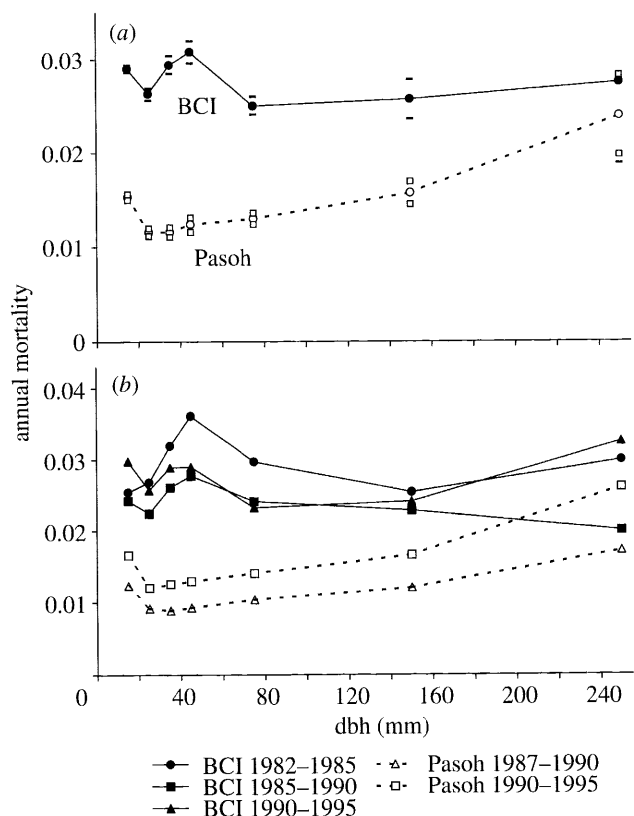 (a)
0.03
BCI
0.02
0.01
Pasoh
0
annual mortality
(b)
0.04
0.03
0.02
0.01
0 40 80 120 160 200 240
dbh (mm)
BCI 1982–1985 Pasoh 1987–1990
BCI 1985–1990 Pasoh 1990–1995
BCI 1990–1995